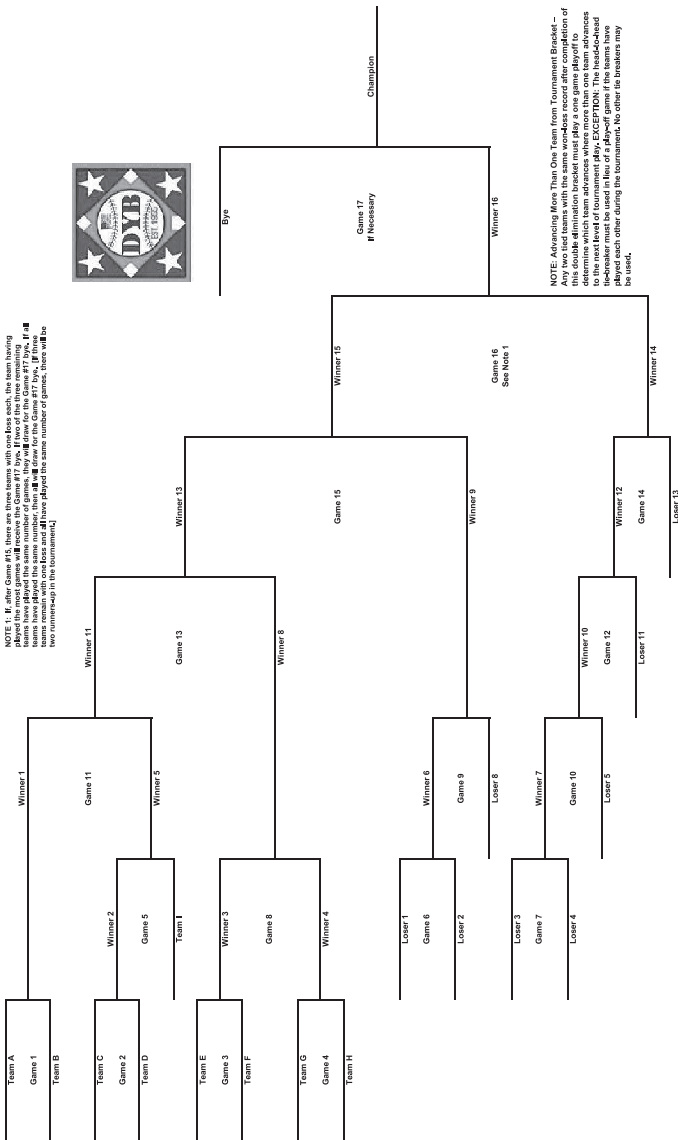 NOTE 1: If, after Game #15, there are three teams with one loss each, the team having
played the most games will receive the Game #17 bye. If two of the three remaining
teams have played the same number of games, they will draw for the Game #17 bye. If all
teams have played the same number, then all will draw for the Game #17 bye. [If three
teams remain with one loss and all have played the same number of games, there will be
two runners-up in the tournament.]
DYB
EST.
Team A
Game 1
Team B
Team C
Game 2
Team D
Team E
Game 3
Team F
Team G
Game 4
Team H
Winner 2
Game 5
Team I
Winner 3
Game 8
Winner 4
Loser 1
Game 6
Loser 2
Loser 3
Game 7
Loser 4
Winner 1
Game 11
Winner 5
Winner 6
Game 9
Loser 8
Winner 7
Game 10
Loser 5
Winner 11
Game 13
Winner 8
Winner 10
Game 12
Loser 11
Winner 13
Game 15
Winner 9
Winner 12
Game 14
Loser 13
Winner 15
Game 16
See Note 1
Winner 14
Bye
Game 17
If Necessary
Winner 16
Champion
NOTE: Advancing More Than One Team from Tournament Bracket –
Any two tied teams with the same won-loss record after completion of
this double elimination bracket must play a one game playoff to
determine which team advances where more than one team advances
to the next level of tournament play. EXCEPTION: The head-to-head
tie-breaker must be used in lieu of a play-off game if the teams have
played each other during the tournament. No other tie breakers may
be used.